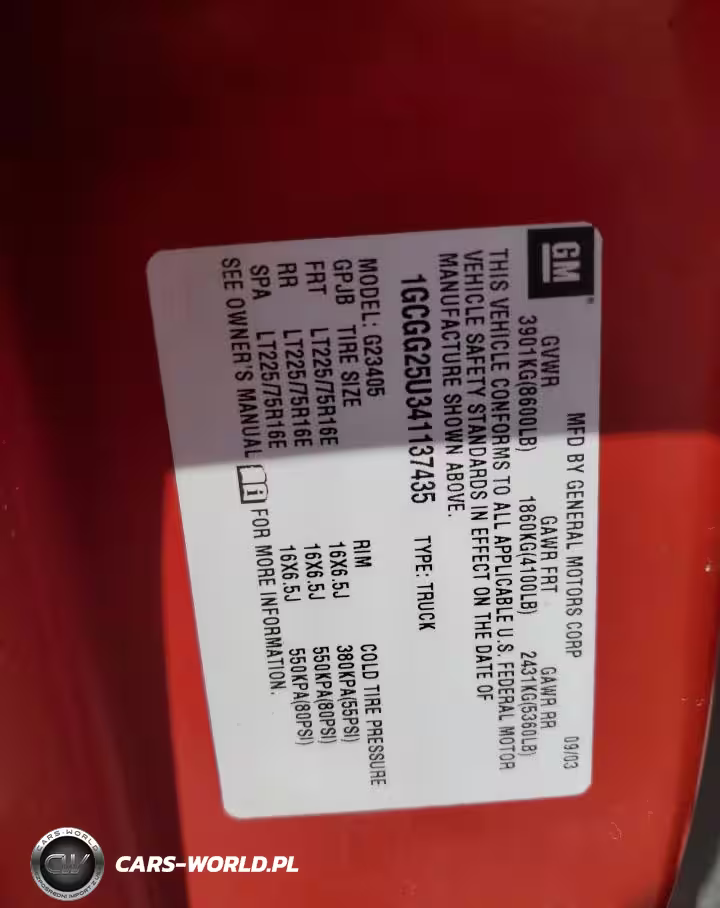 GM
MFD BY GENERAL MOTORS CORP 09/03
GVWR GAWR FRT GAWR RR
3901KG(8600LB) 1860KG(4100LB) 2431KG(5360LB)
THIS VEHICLE CONFORMS TO ALL APPLICABLE U.S. FEDERAL MOTOR
VEHICLE SAFETY STANDARDS IN EFFECT ON THE DATE OF
MANUFACTURE SHOWN ABOVE.
1GCGG25U341137435 TYPE: TRUCK
MODEL: G23405
GPJB TIRE SIZE RIM COLD TIRE PRESSURE
FRT LT225/75R16E 16X6.5J 380KPA(55PSI)
RR LT225/75R16E 16X6.5J 550KPA(80PSI)
SPA LT225/75R16E 16X6.5J 550KPA(80PSI)
SEE OWNER'S MANUAL FOR MORE INFORMATION.
CARS-WORLD
CW
CARS-WORLD.PL